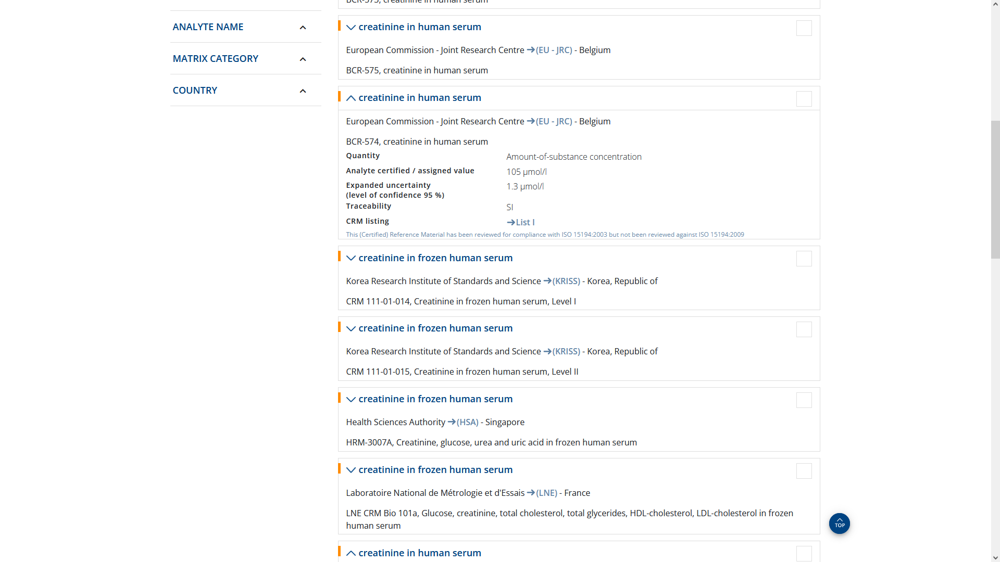 ANALYTE NAME
MATRIX CATEGORY
COUNTRY
BCR-573, creatinine in human serum
creatinine in human serum
European Commission - Joint Research Centre (EU - JRC) - Belgium
BCR-575, creatinine in human serum
creatinine in human serum
European Commission - Joint Research Centre (EU - JRC) - Belgium
BCR-574, creatinine in human serum
Quantity Amount-of-substance concentration
Analyte certified / assigned value 105 µmol/l
Expanded uncertainty 1.3 µmol/l
(level of confidence 95 %)
Traceability SI
CRM listing List I
This (Certified) Reference Material has been reviewed for compliance with ISO 15194:2003 but not been reviewed against ISO 15194:2009
creatinine in frozen human serum
Korea Research Institute of Standards and Science (KRISS) - Korea, Republic of
CRM 111-01-014, Creatinine in frozen human serum, Level I
creatinine in frozen human serum
Korea Research Institute of Standards and Science (KRISS) - Korea, Republic of
CRM 111-01-015, Creatinine in frozen human serum, Level II
creatinine in frozen human serum
Health Sciences Authority (HSA) - Singapore
HRM-3007A, Creatinine, glucose, urea and uric acid in frozen human serum
creatinine in frozen human serum
Laboratoire National de Métrologie et d'Essais (LNE) - France
LNE CRM Bio 101a, Glucose, creatinine, total cholesterol, total glycerides, HDL-cholesterol, LDL-cholesterol in frozen
human serum
creatinine in human serum
TOP